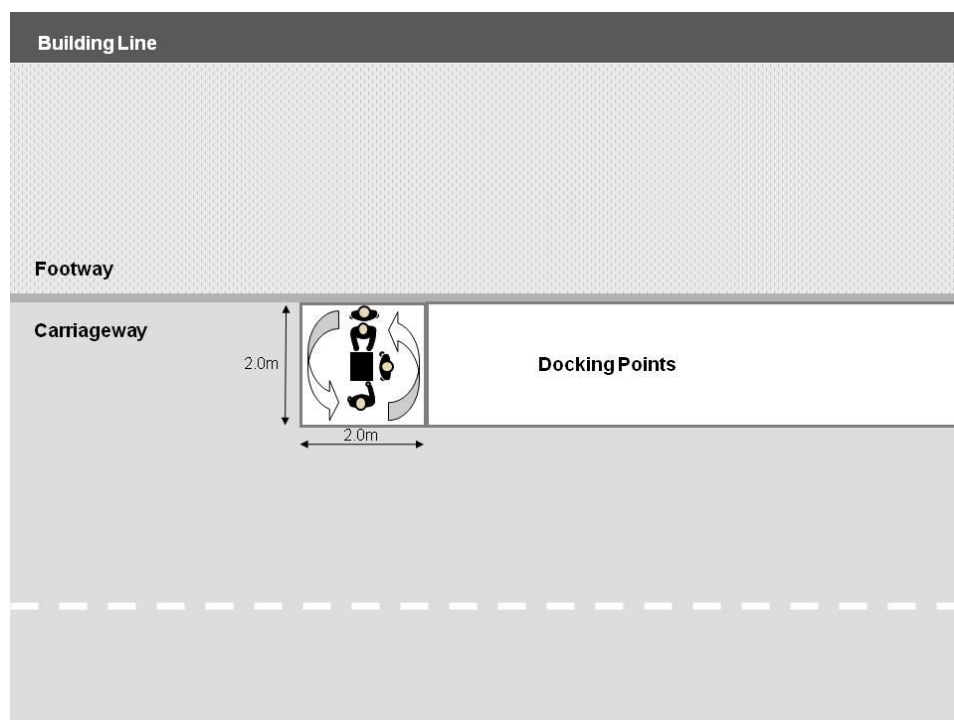 Building Line
Footway
Carriageway
2.0m
Docking Points
2.0m